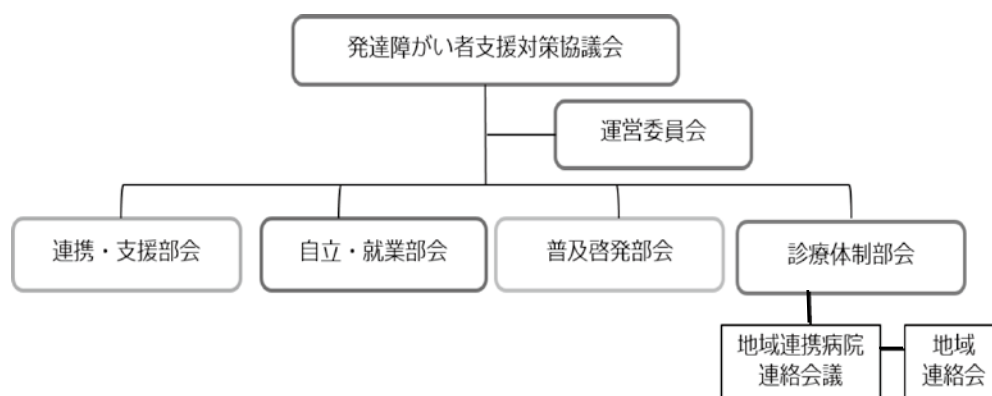 発達障がい者支援対策協議会
運営委員会
連携・支援部会
自立・就業部会
普及啓発部会
診療体制部会
地域連携病院
連絡会議
地域
連絡会